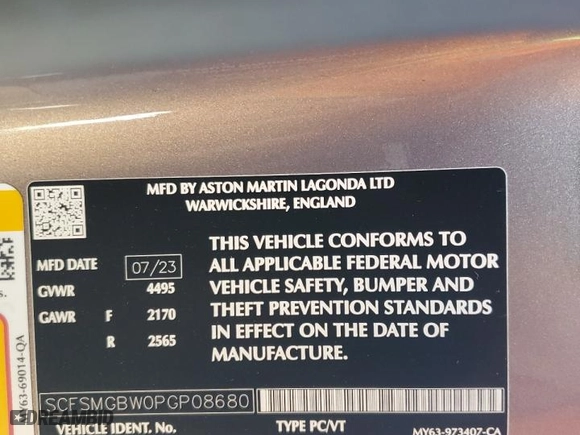 MFD BY ASTON MARTIN LAGONDA LTD
WARWICKSHIRE, ENGLAND
MFD DATE 07/23
GVWR 4495
GAWR F 2170
R 2565
THIS VEHICLE CONFORMS TO
ALL APPLICABLE FEDERAL MOTOR
VEHICLE SAFETY, BUMPER AND
THEFT PREVENTION STANDARDS
IN EFFECT ON THE DATE OF
MANUFACTURE.
SCFSMGBW0PGP08680
VEHICLE IDENT. No. TYPE PC/VT
MY63-973407-CA
s.
Y63-69014-QA
DREAMBID